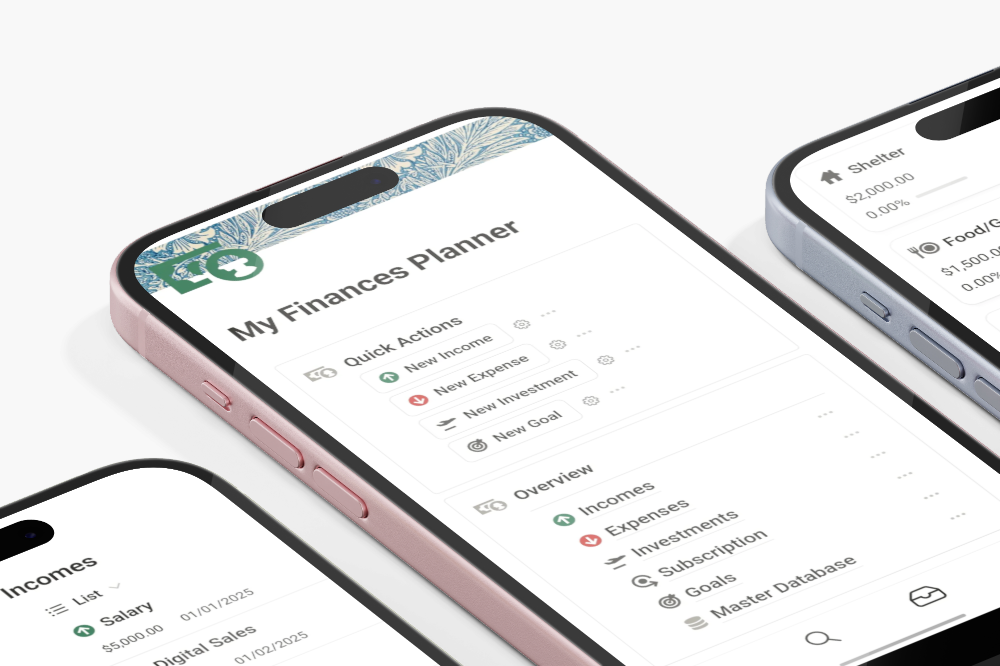 My Finances Planner
Quick Actions
New Income
New Expense
New Investment
New Goal
Overview
Incomes
Expenses
Investments
Subscription
Goals
Master Database
Incomes
List
Salary
$5,000.00 01/01/2025
Digital Sales
01/02/2025
Shelter
$2,000.00
0.00%
Food/G
$1,500.00
0.00%